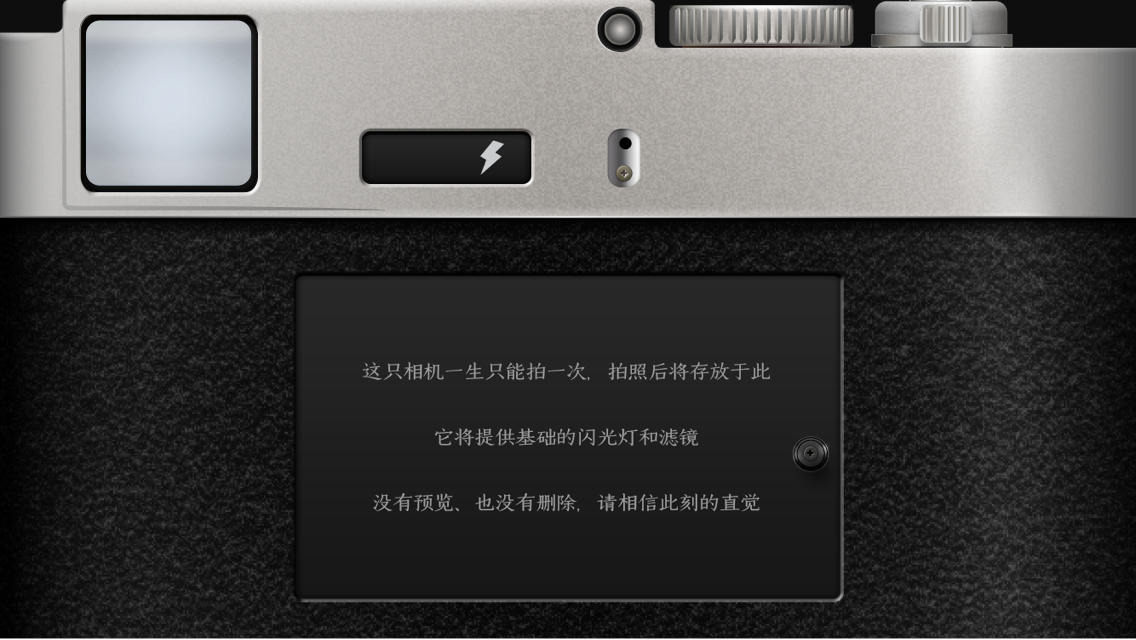 这只相机一生只能拍一次，拍照后将存放于此
它将提供基础的闪光灯和滤镜
没有预览、也没有删除，请相信此刻的直觉